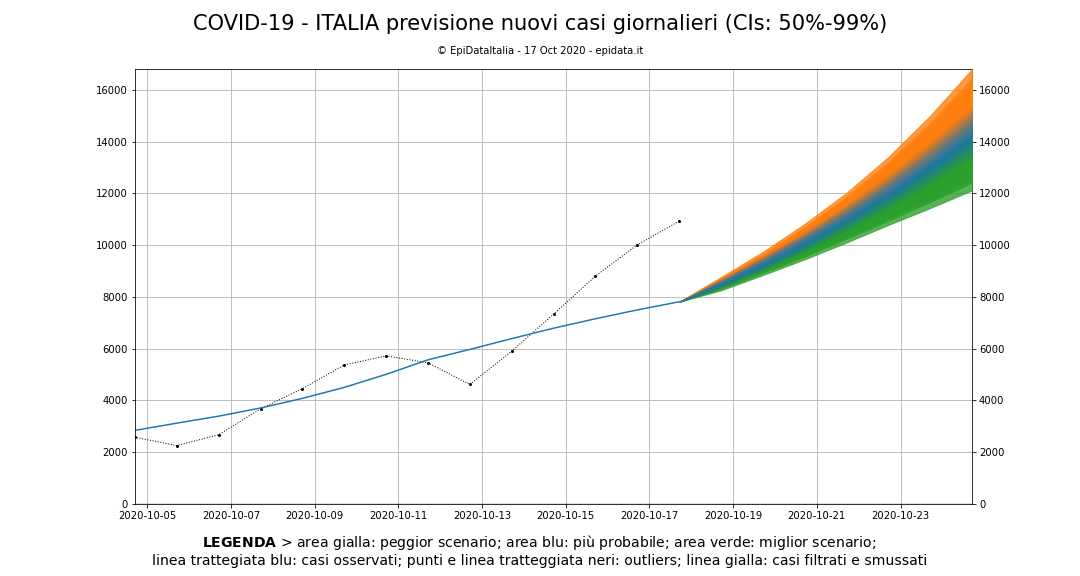 COVID-19 - ITALIA previsione nuovi casi giornalieri (CIs: 50%-99%)
© EpiDataItalia - 17 Oct 2020 - epidata.it
16000 16000
14000 14000
12000 12000
10000 10000
8000 8000
6000 6000
4000 4000
2000 2000
0 0
2020-10-05 2020-10-07 2020-10-09 2020-10-11 2020-10-13 2020-10-15 2020-10-17 2020-10-19 2020-10-21 2020-10-23
LEGENDA > area gialla: peggior scenario; area blu: più probabile; area verde: miglior scenario;
linea trattegiata blu: casi osservati; punti e linea tratteggiata neri: outliers; linea gialla: casi filtrati e smussati